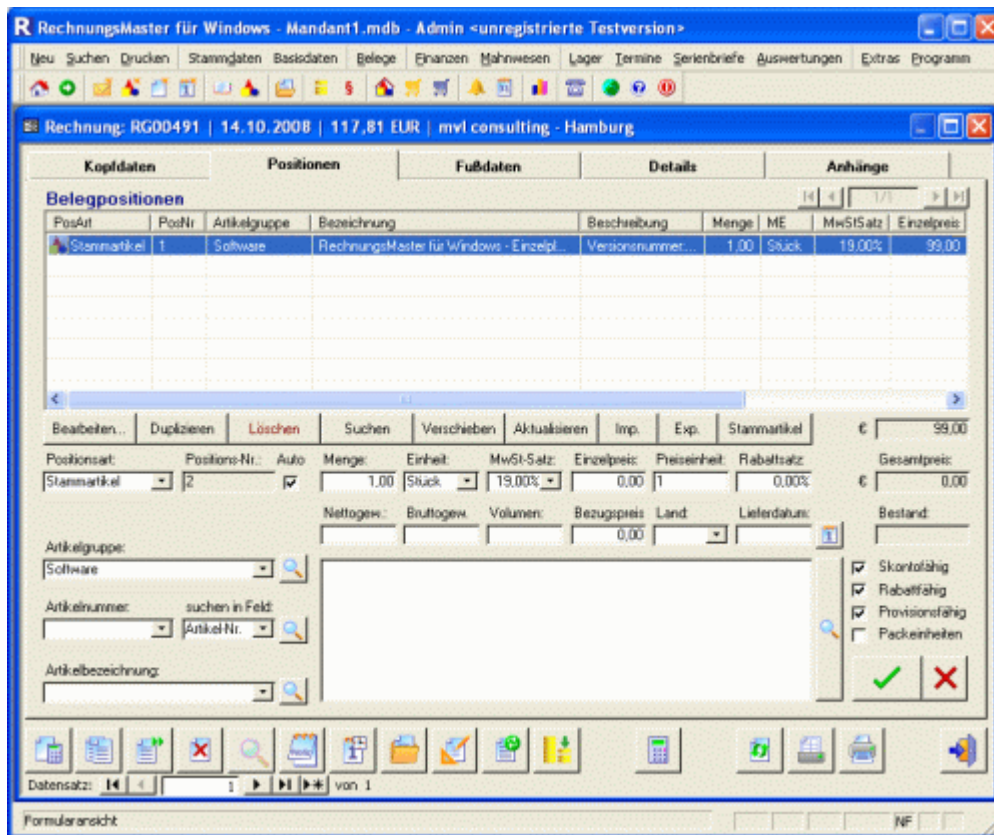 RechnungsMaster für Windows - Mandant1.mdb - Admin <unregistrierte Testversion>
Neu Suchen Drucken Stammdaten Basisdaten Belege Finanzen Mahnwesen Lager Termine Serienbriefe Auswertungen Extras Programm
Rechnung: RG00491 | 14.10.2008 | 117,81 EUR | mvl consulting - Hamburg
Kopfdaten Positionen Fußdaten Details Anhänge
Belegpositionen 1/1
PosArt PosNr Artikelgruppe Bezeichnung Beschreibung Menge ME MwStSatz Einzelpreis
Stammartikel 1 Software RechnungsMaster für Windows - Einzelpl... Versionsnummer:... 1,00 Stück 19,00% 99,00
Bearbeiten... Duplizieren Löschen Suchen Verschieben Aktualisieren Imp. Exp. Stammartikel € 99,00
Positionsart: Positions-Nr.: Auto Menge: Einheit: MwSt-Satz: Einzelpreis: Preiseinheit: Rabattsatz: Gesamtpreis:
Stammartikel 2 1,00 Stück 19,00% 0,00 1 0,00% € 0,00
Nettogew.: Bruttogew. Volumen: Bezugspreis Land: Lieferdatum: Bestand:
0,00
Artikelgruppe:
Software
Skontofähig
Rabattfähig
Artikelnummer: suchen in Feld:
Provisionsfähig
Artikel-Nr.
Packeinheiten
Artikelbezeichnung:
Datensatz: 1 von 1
Formularansicht NF